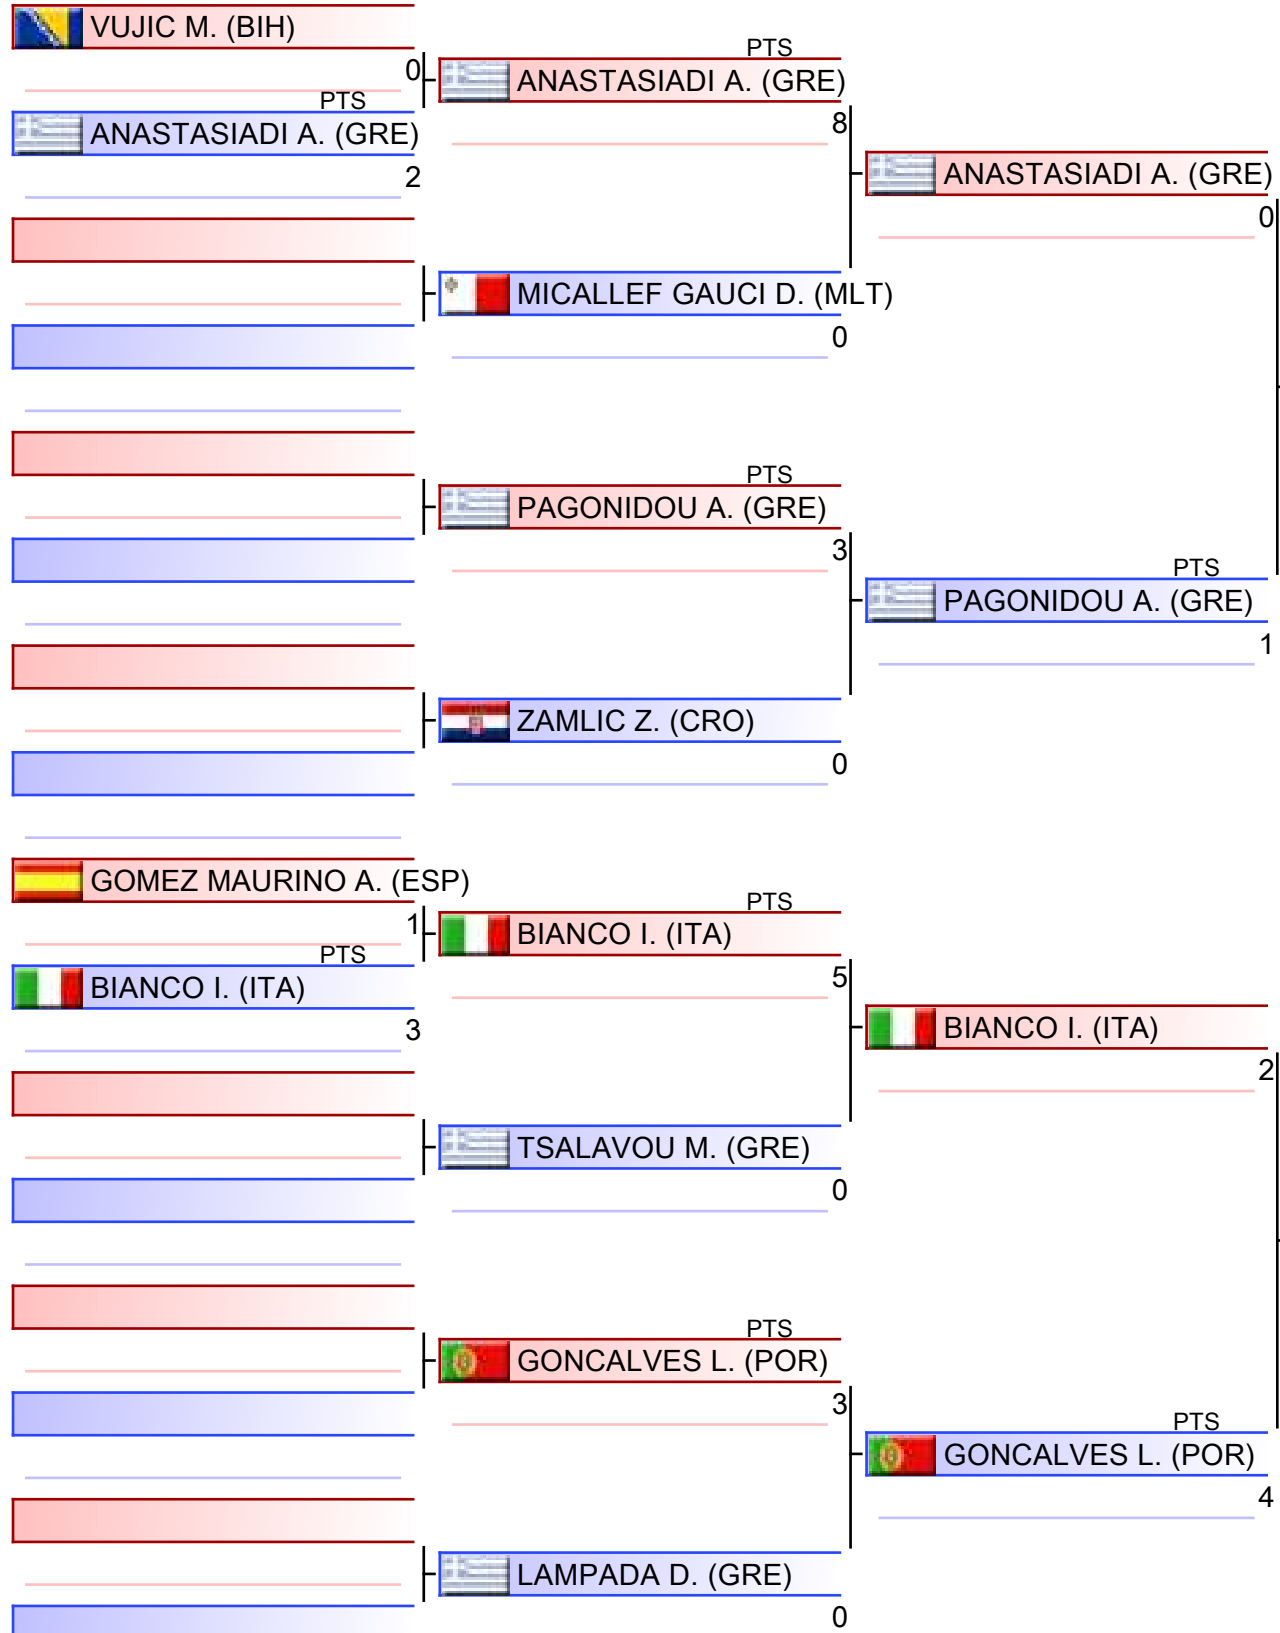 VUJIC M. (BIH)
0
PTS
ANASTASIADI A. (GRE)
2
GOMEZ MAURINO A. (ESP)
1
PTS
BIANCO I. (ITA)
3
PTS
ANASTASIADI A. (GRE)
8
MICALLEF GAUCI D. (MLT)
0
PTS
PAGONIDOU A. (GRE)
3
ZAMLIC Z. (CRO)
0
PTS
BIANCO I. (ITA)
5
TSALAVOU M. (GRE)
0
PTS
GONCALVES L. (POR)
3
LAMPADA D. (GRE)
0
ANASTASIADI A. (GRE)
0
PTS
PAGONIDOU A. (GRE)
1
BIANCO I. (ITA)
2
PTS
GONCALVES L. (POR)
4